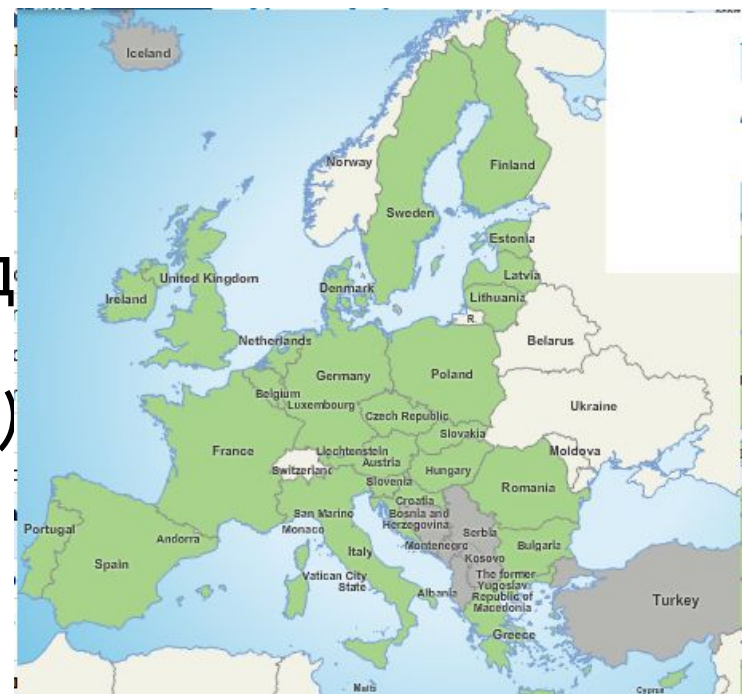 Iceland
Norway
Finland
Sweden
Estonia
Latvia
Lithuania
R.
United Kingdom
Ireland
Denmark
Belarus
Netherlands
Germany
Poland
Belgium
Luxembourg
Ukraine
Czech Republic
Slovakia
France
Moldova
Liechtenstein
Austria
Switzerland
Hungary
Slovenia
Romania
Croatia
San Marino
Bosnia and
Herzegovina
Monaco
Serbia
Portugal
Andorra
Montenegro
Bulgaria
Italy
Kosovo
Spain
Vatican City
State
The former
Yugoslav
Republic of
Macedonia
Albania
Turkey
Greece
Malta
Cyprus